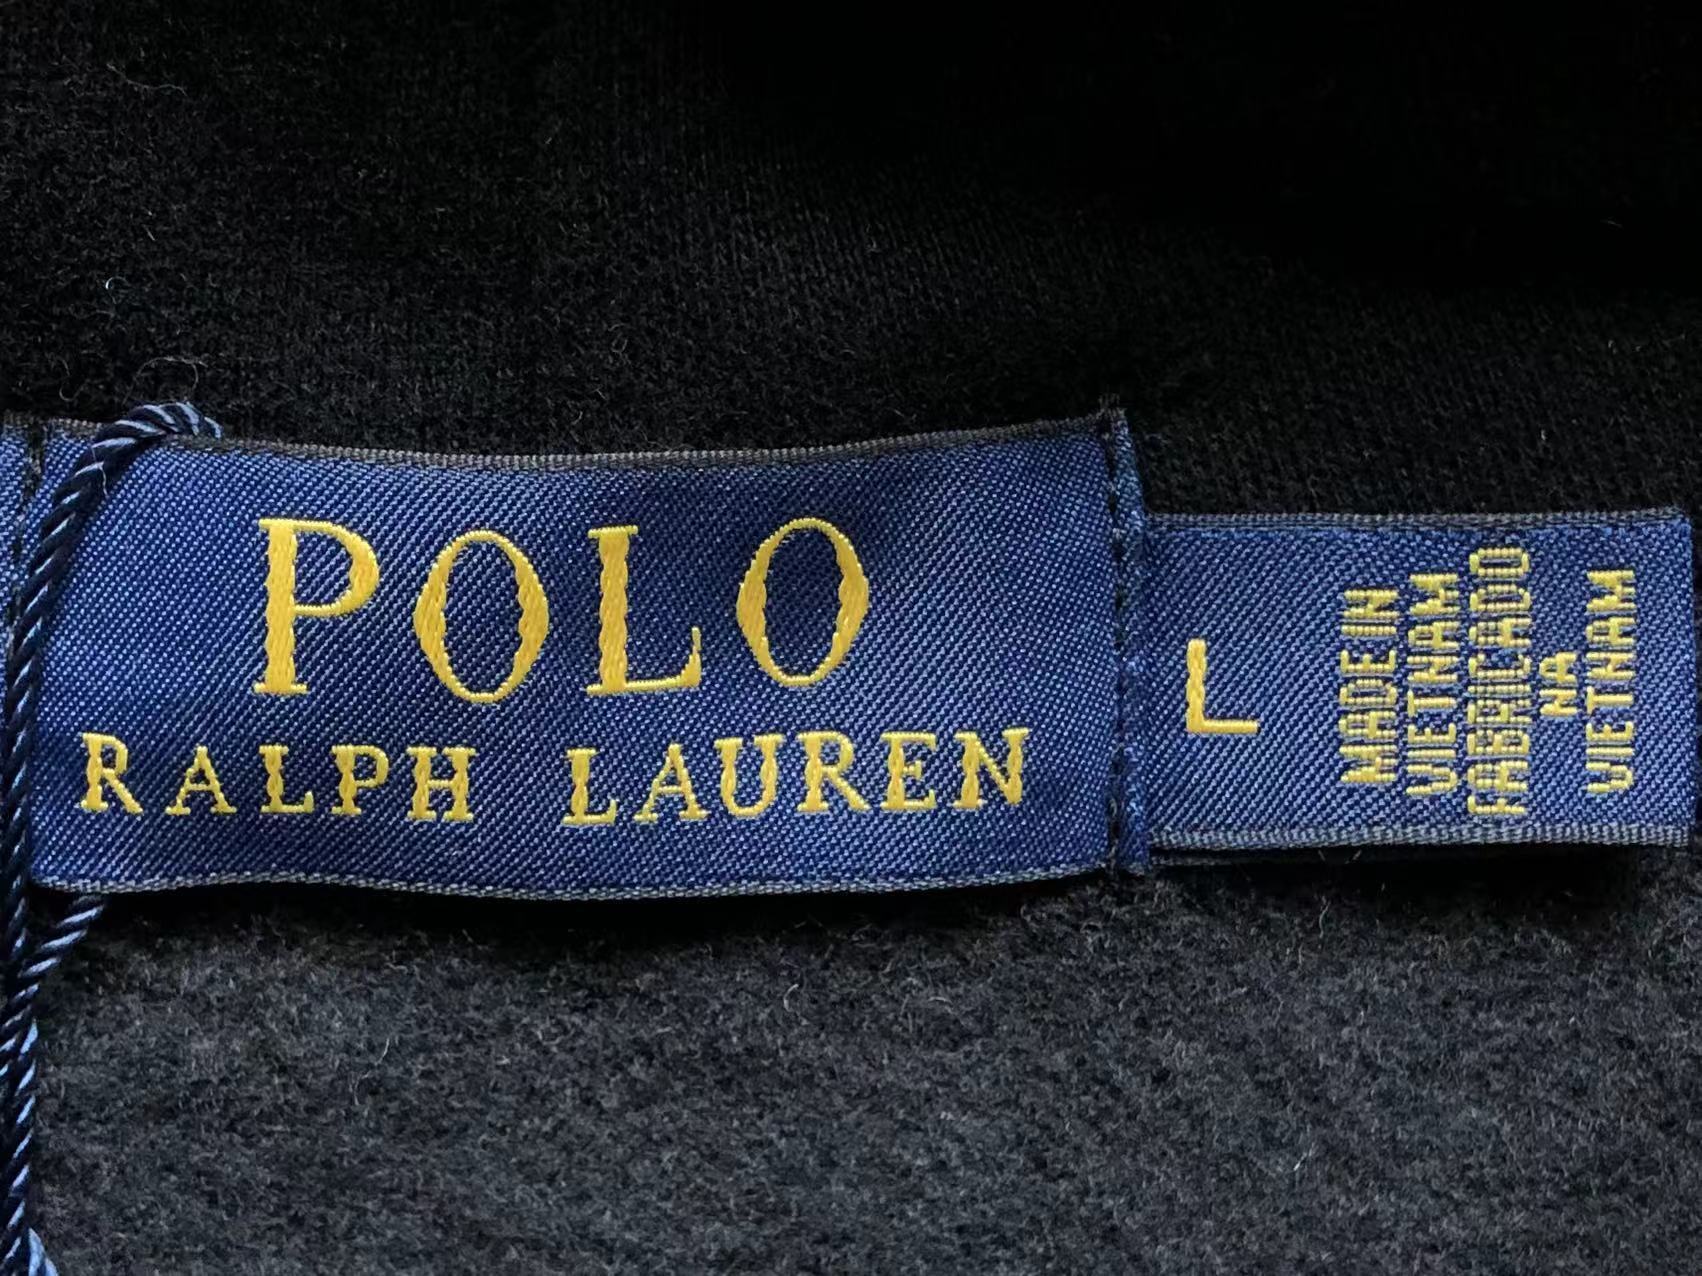 POLO
RALPH LAUREN
L
MADE IN
VIETNAM
FABRICADO
NA
VIETNAM